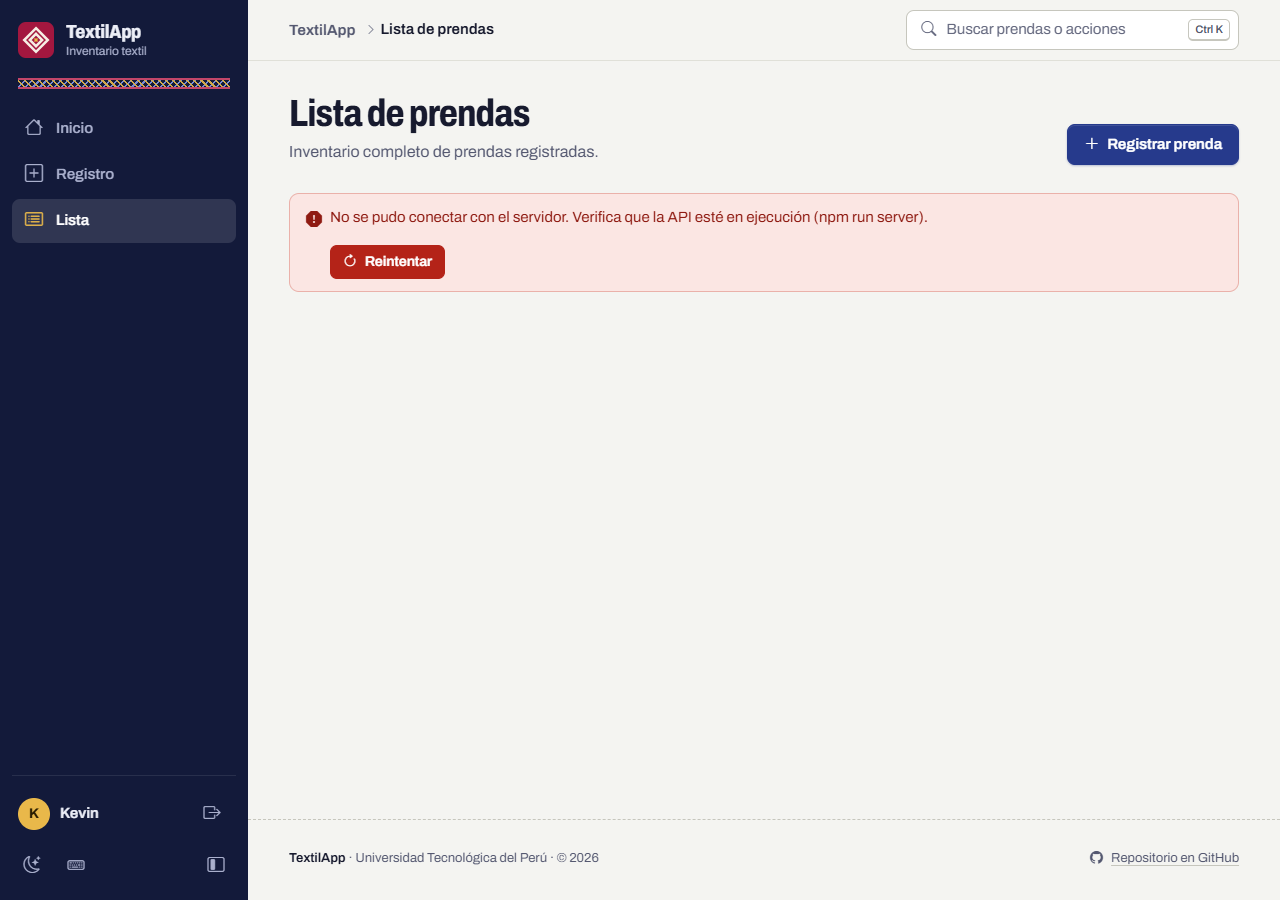 TextilApp
Inventario textil
Inicio
Registro
Lista
K
Kevin
TextilApp
Lista de prendas
Buscar prendas o acciones
Ctrl K
Lista de prendas
Inventario completo de prendas registradas.
Registrar prenda
No se pudo conectar con el servidor. Verifica que la API esté en ejecución (npm run server).
Reintentar
TextilApp · Universidad Tecnológica del Perú · © 2026
Repositorio en GitHub